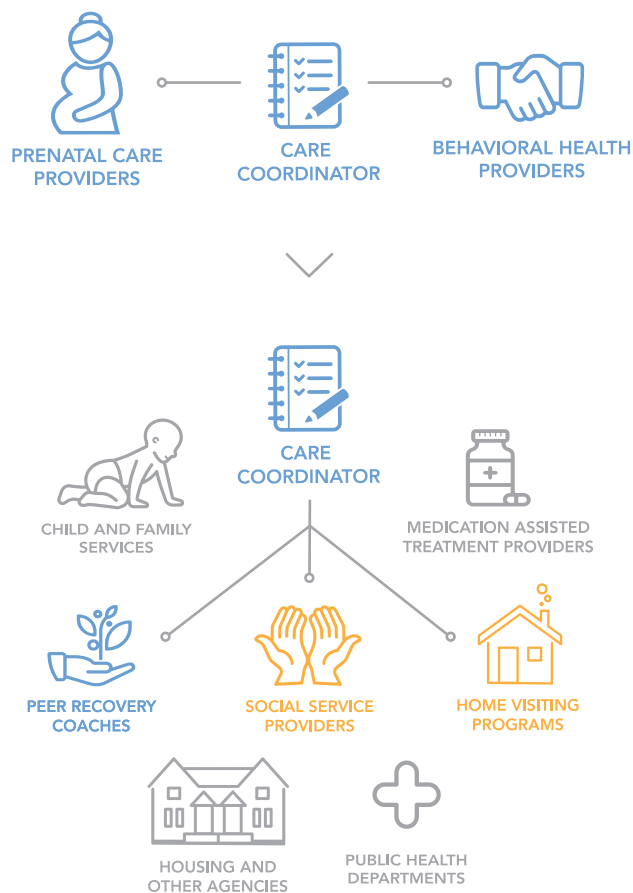 PRENATAL CARE
PROVIDERS
CARE
COORDINATOR
BEHAVIORAL HEALTH
PROVIDERS
CARE
COORDINATOR
CHILD AND FAMILY
SERVICES
MEDICATION ASSISTED
TREATMENT PROVIDERS
PEER RECOVERY
COACHES
SOCIAL SERVICE
PROVIDERS
HOME VISITING
PROGRAMS
HOUSING AND
OTHER AGENCIES
PUBLIC HEALTH
DEPARTMENTS